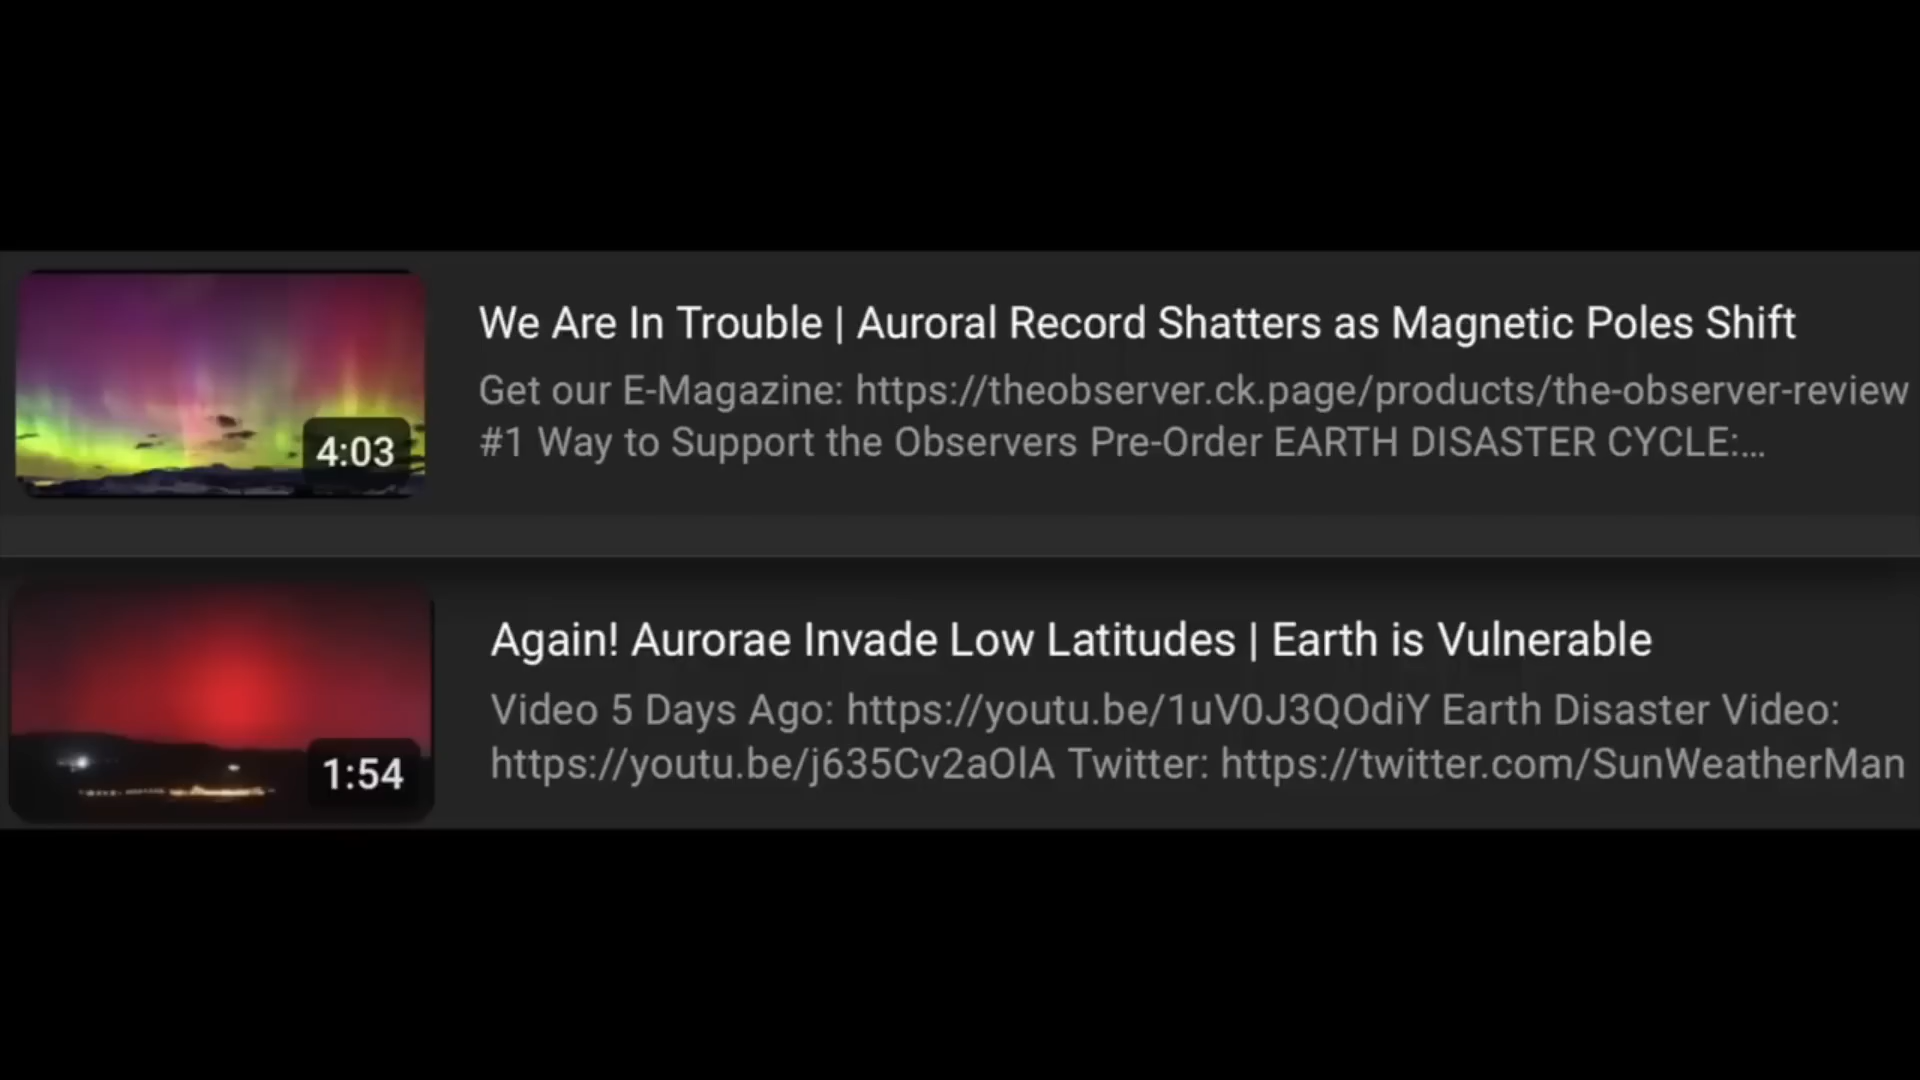 We Are In Trouble | Auroral Record Shatters as Magnetic Poles Shift
Get our E-Magazine: https://theobserver.ck.page/products/the-observer-review
#1 Way to Support the Observers Pre-Order EARTH DISASTER CYCLE:...
4:03
Again! Aurorae Invade Low Latitudes | Earth is Vulnerable
Video 5 Days Ago: https://youtu.be/1uV0J3QOdiY Earth Disaster Video:
https://youtu.be/j635Cv2aOlA Twitter: https://twitter.com/SunWeatherMan
1:54